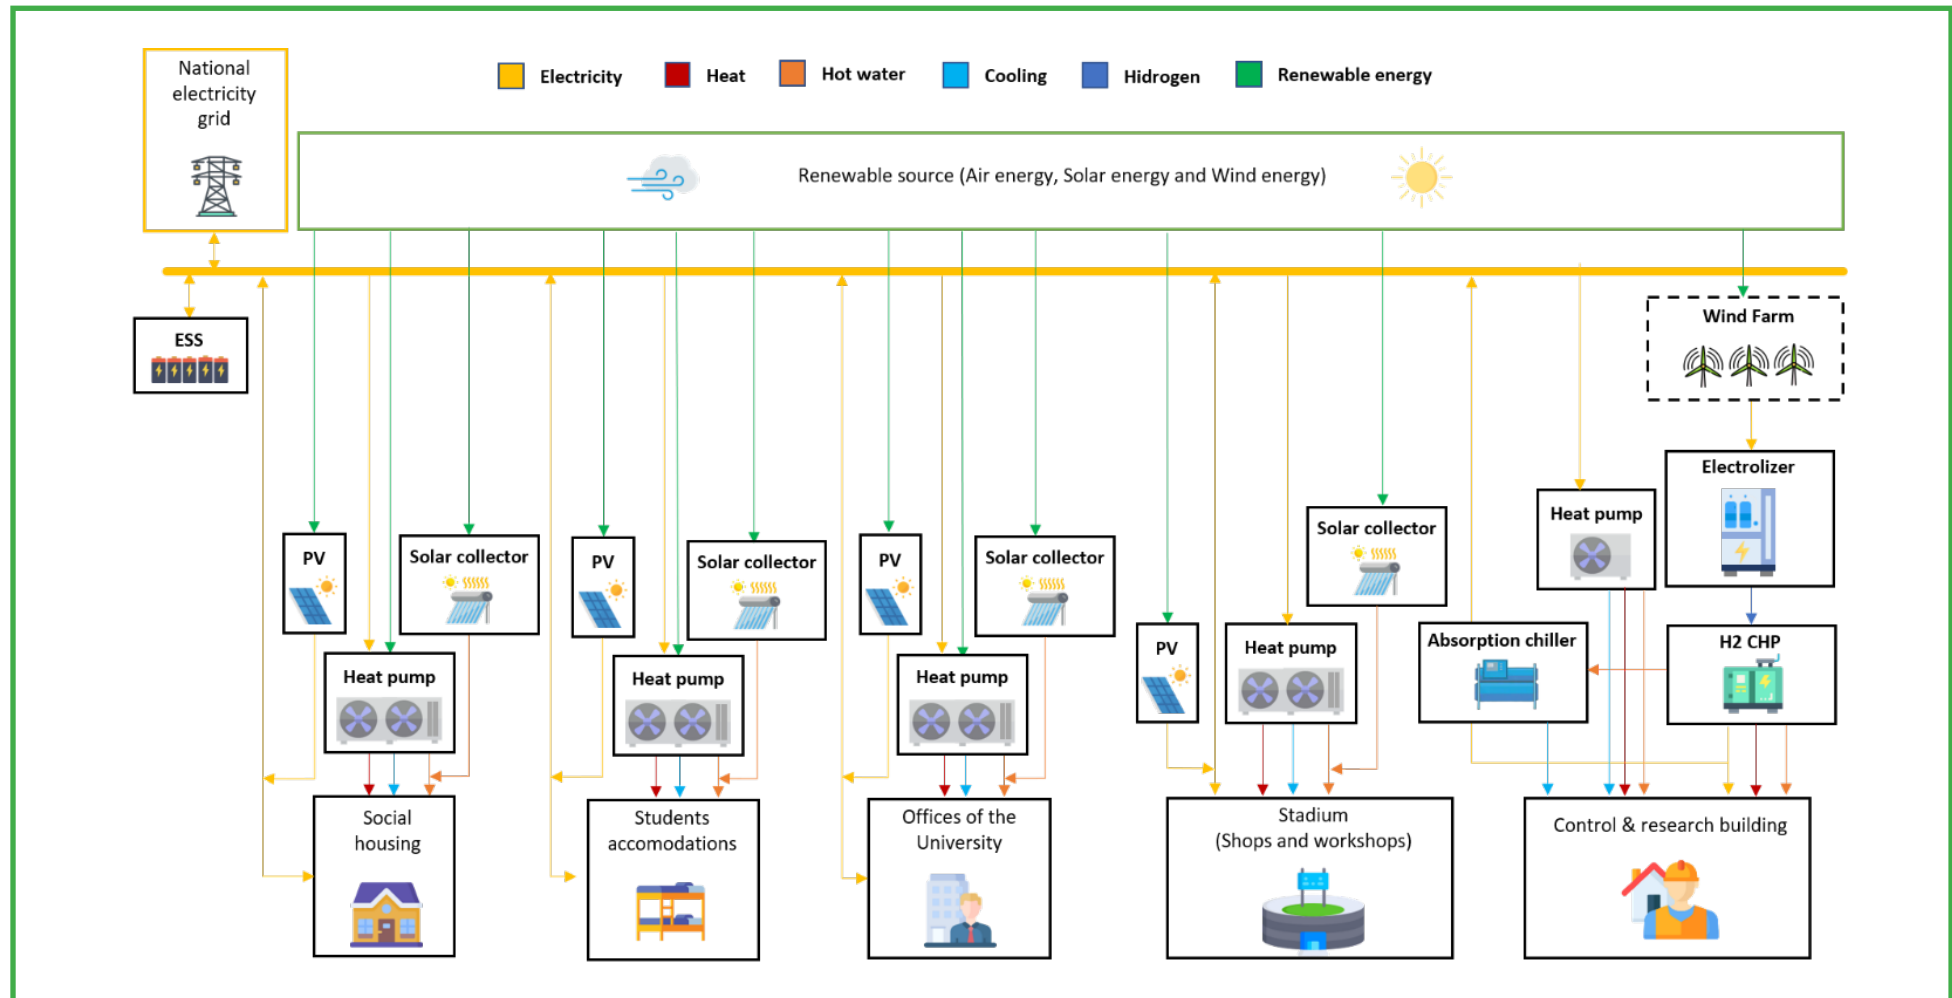 National
electricity
grid
Electricity
Heat
Hot water
Cooling
Hidrogen
Renewable energy
Renewable source (Air energy, Solar energy and Wind energy)
ESS
Wind Farm
Electrolizer
PV
Solar collector
PV
Solar collector
PV
Solar collector
Solar collector
Heat pump
Heat pump
Heat pump
Heat pump
PV
Heat pump
Absorption chiller
H2 CHP
Social
housing
Students
accomodations
Offices of the
University
Stadium
(Shops and workshops)
Control & research building